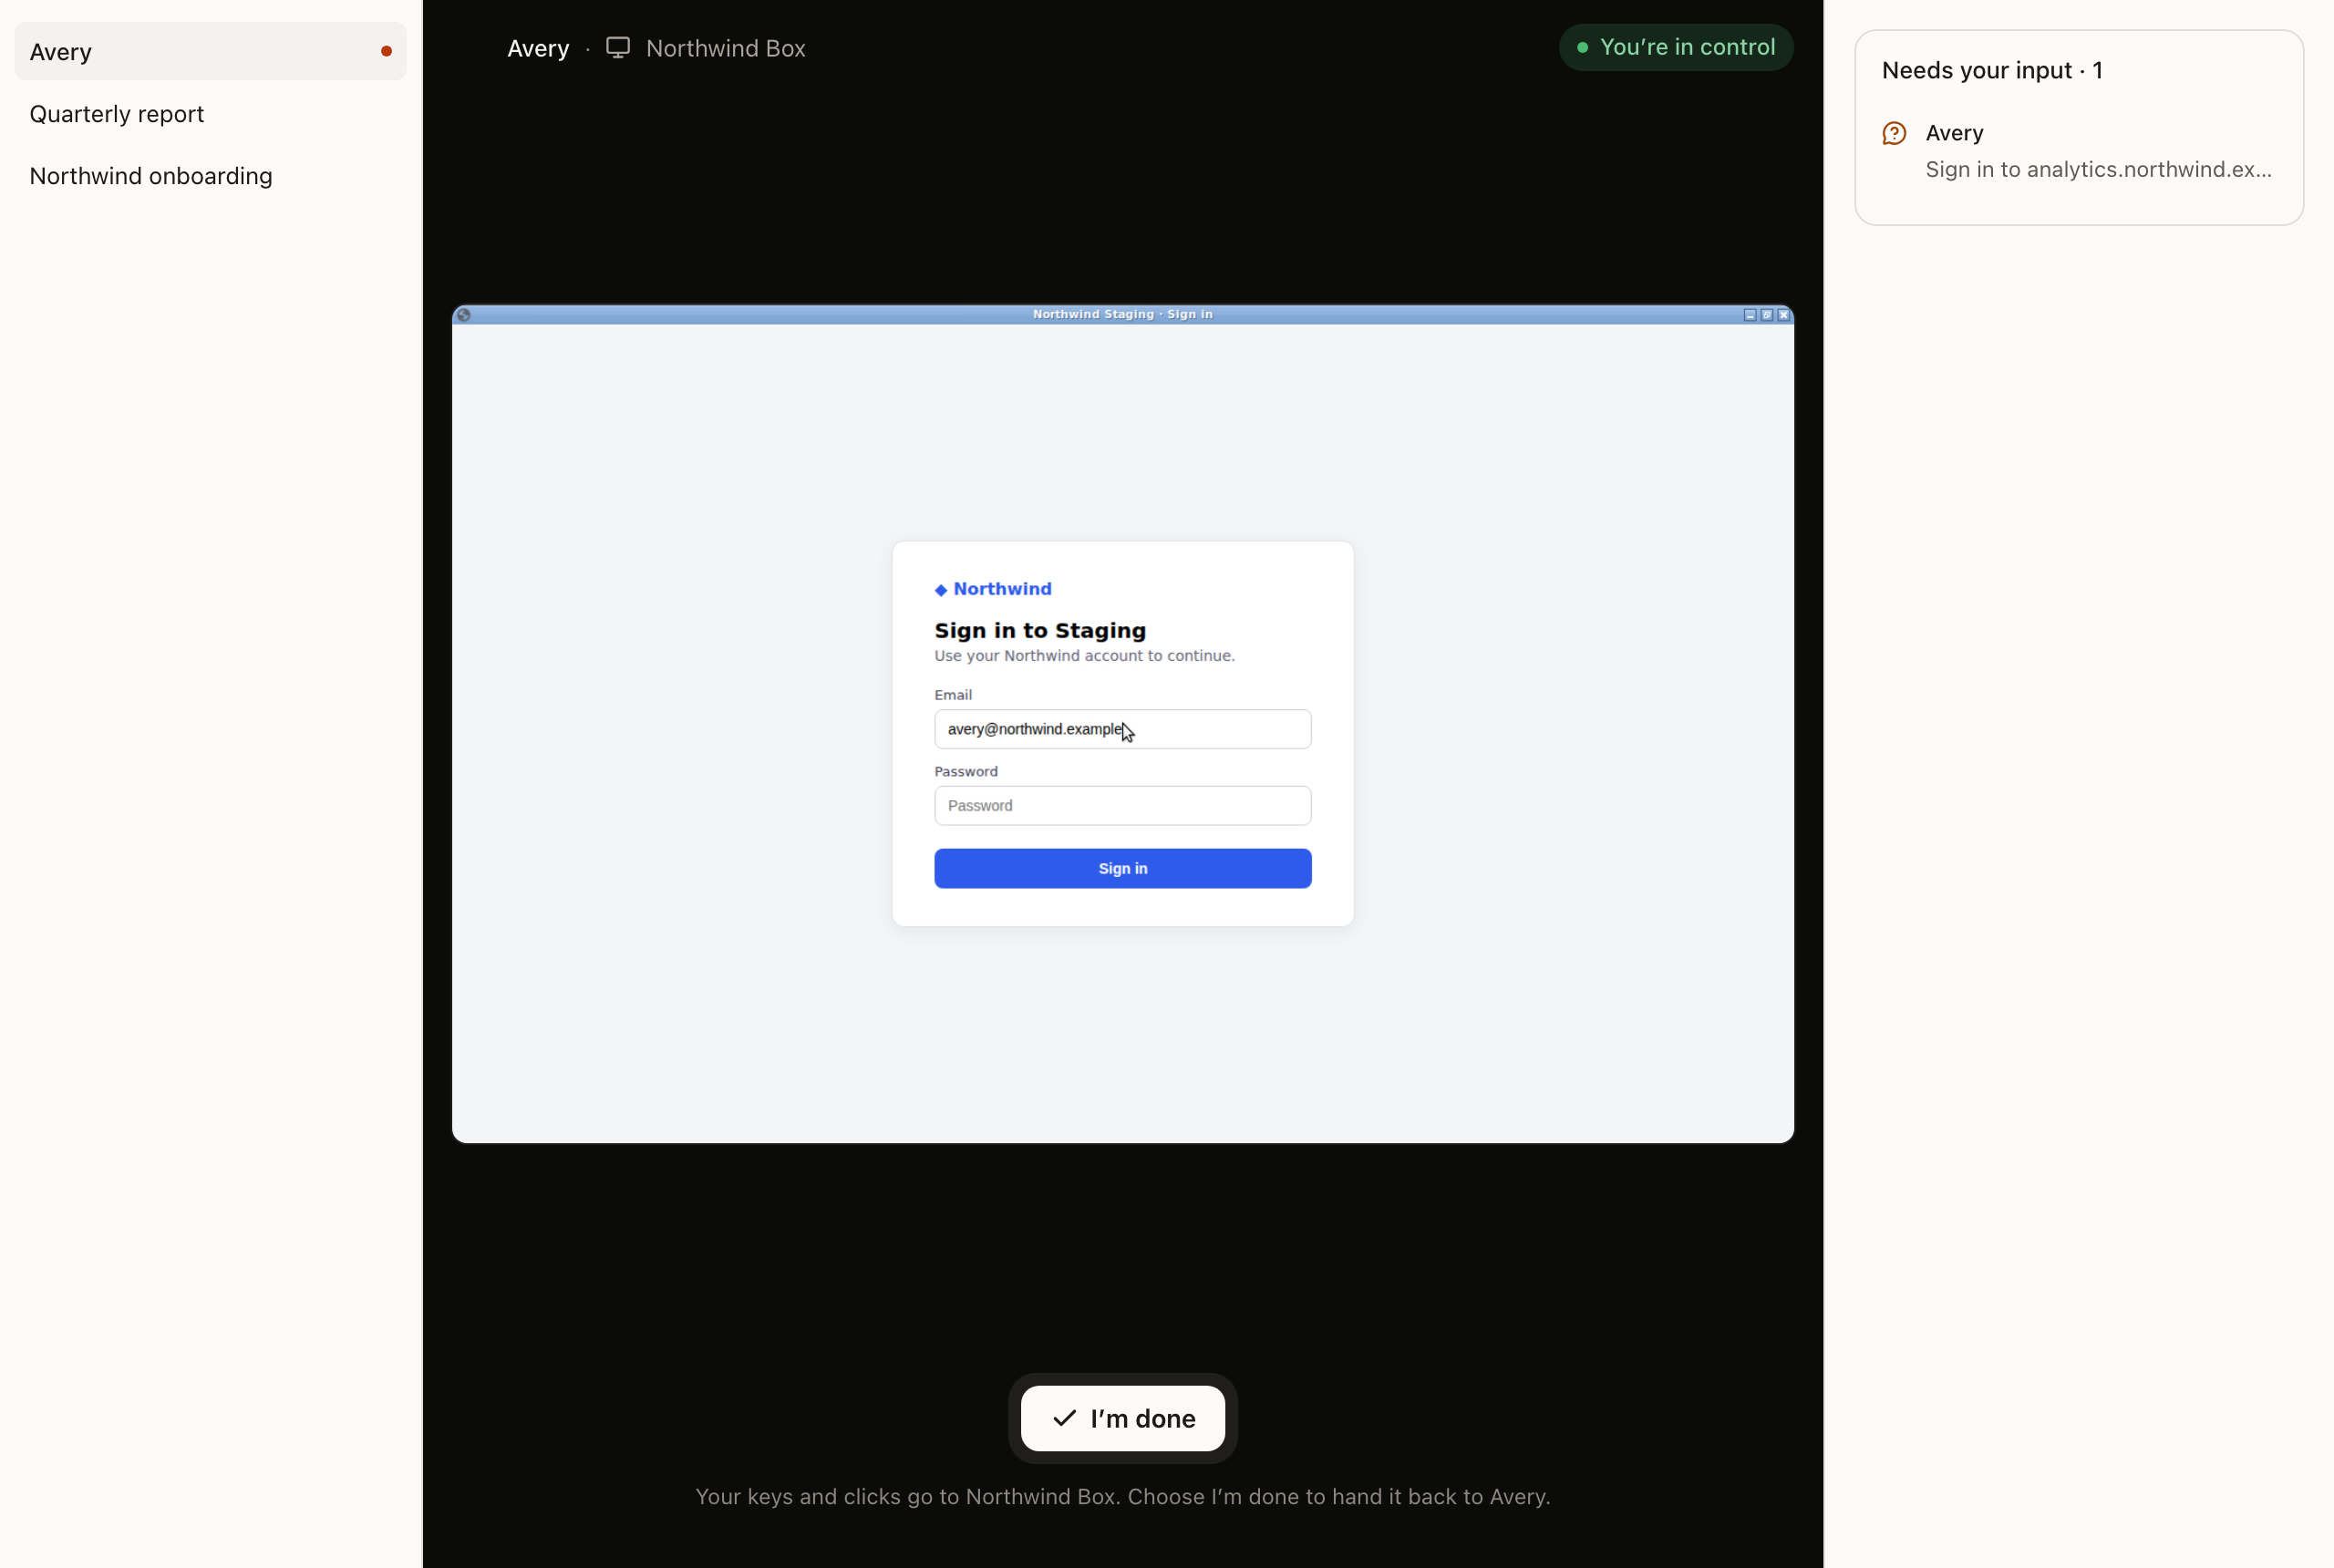 Avery
Quarterly report
Northwind onboarding
Avery · Northwind Box
You’re in control
Northwind Staging · Sign in
◆ Northwind
Sign in to Staging
Use your Northwind account to continue.
Email
avery@northwind.example
Password
Password
Sign in
I’m done
Your keys and clicks go to Northwind Box. Choose I’m done to hand it back to Avery.
Needs your input · 1
Avery
Sign in to analytics.northwind.ex...